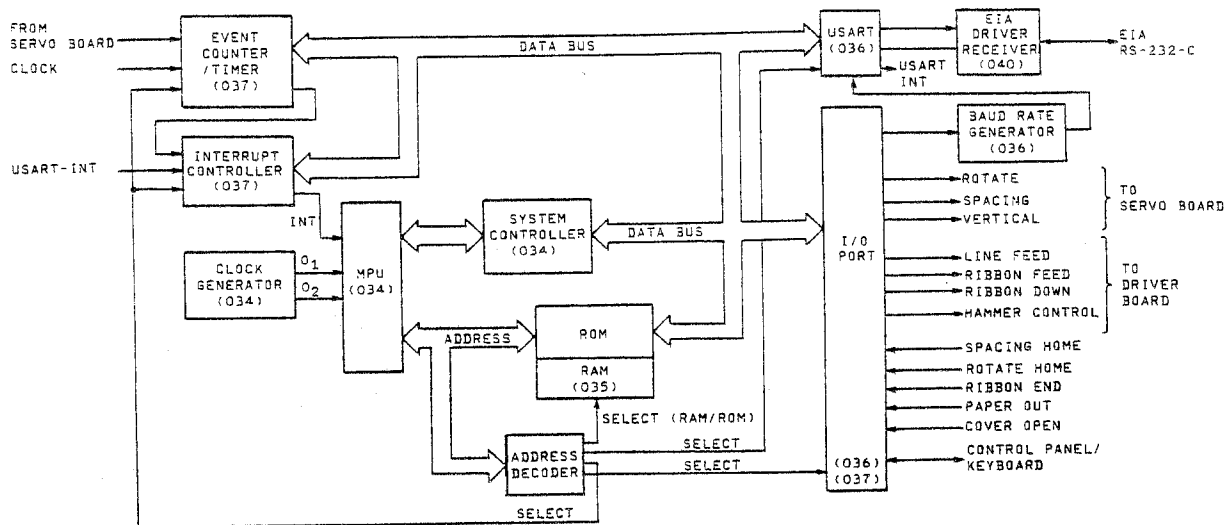 FROM
SERVO BOARD
CLOCK
EVENT
COUNTER
/TIMER
(037)
DATA BUS
USART
(036)
USART
INT
EIA
DRIVER
RECEIVER
(040)
EIA
RS-232-C
BAUD RATE
GENERATOR
(036)
USART-INT
INTERRUPT
CONTROLLER
(037)
INT
CLOCK
GENERATOR
(034)
O1
O2
MPU
(034)
SYSTEM
CONTROLLER
(034)
DATA BUS
I/O
PORT
(036)
(037)
ROTATE
SPACING
VERTICAL
TO
SERVO BOARD
LINE FEED
RIBBON FEED
RIBBON DOWN
HAMMER CONTROL
TO
DRIVER
BOARD
SPACING HOME
ROTATE HOME
RIBBON END
PAPER OUT
COVER OPEN
CONTROL PANEL/
KEYBOARD
ADDRESS
ROM
RAM
(035)
SELECT (RAM/ROM)
ADDRESS
DECODER
SELECT
SELECT
SELECT